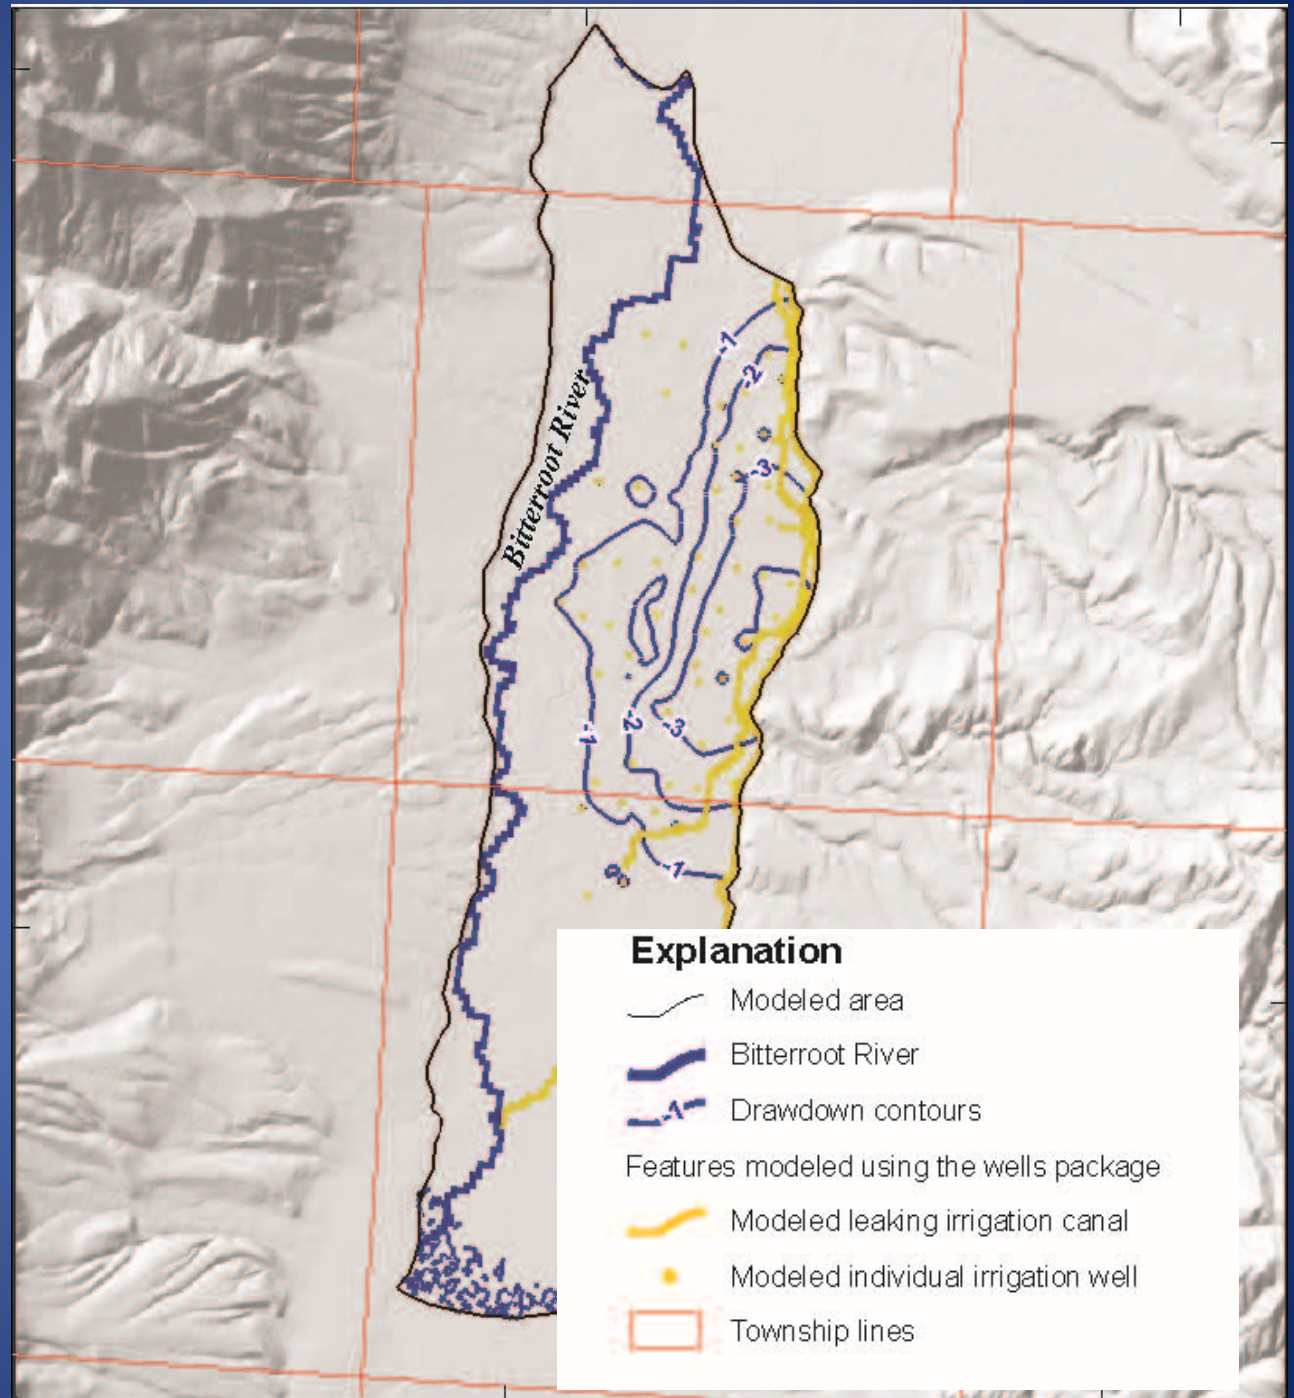 -1
-2
-3
Bitterroot River
-1
-2
-3
-1
Explanation
Modeled area
Bitterroot River
-1
Drawdown contours
Features modeled using the wells package
Modeled leaking irrigation canal
Modeled individual irrigation well
Township lines